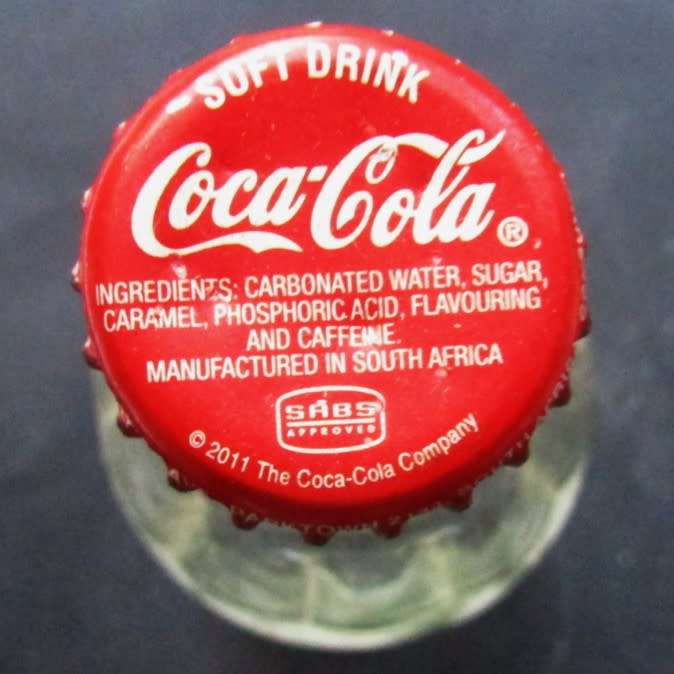 SOFT DRINK
Coca-Cola®
INGREDIENTS: CARBONATED WATER, SUGAR,
CARAMEL, PHOSPHORIC ACID, FLAVOURING
AND CAFFEINE.
MANUFACTURED IN SOUTH AFRICA
SABS
APPROVED
© 2011 The Coca-Cola Company
PARKTOWN